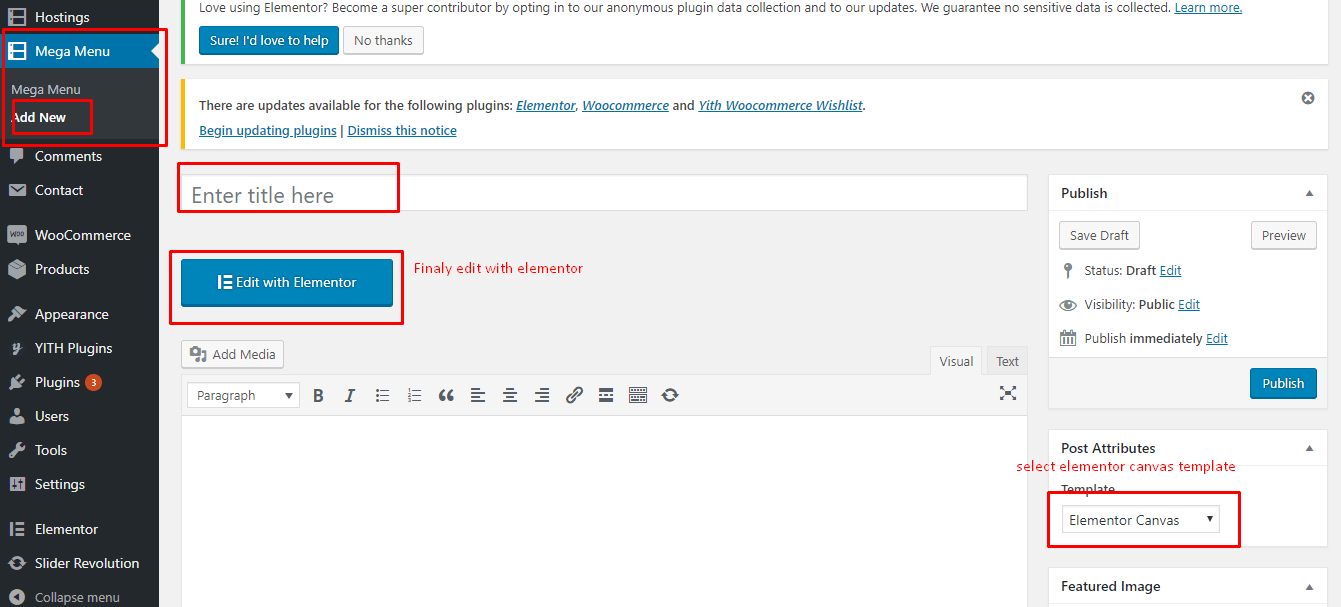 Hostings
Mega Menu
Mega Menu
Add New
Comments
Contact
WOO
WooCommerce
Products
Appearance
YITH Plugins
Plugins 3
Users
Tools
Settings
Elementor
Slider Revolution
Collapse menu
Love using Elementor? Become a super contributor by opting in to our anonymous plugin data collection and to our updates. We guarantee no sensitive data is collected. Learn more.
Sure! I'd love to help No thanks
There are updates available for the following plugins: Elementor, Woocommerce and Yith Woocommerce Wishlist.
Begin updating plugins | Dismiss this notice
Enter title here
Edit with Elementor
Finaly edit with elementor
Add Media
Visual Text
Paragraph B I
Publish
Save Draft Preview
Status: Draft Edit
Visibility: Public Edit
Publish immediately Edit
Publish
Post Attributes
select elementor canvas template
Template
Elementor Canvas
Featured Image